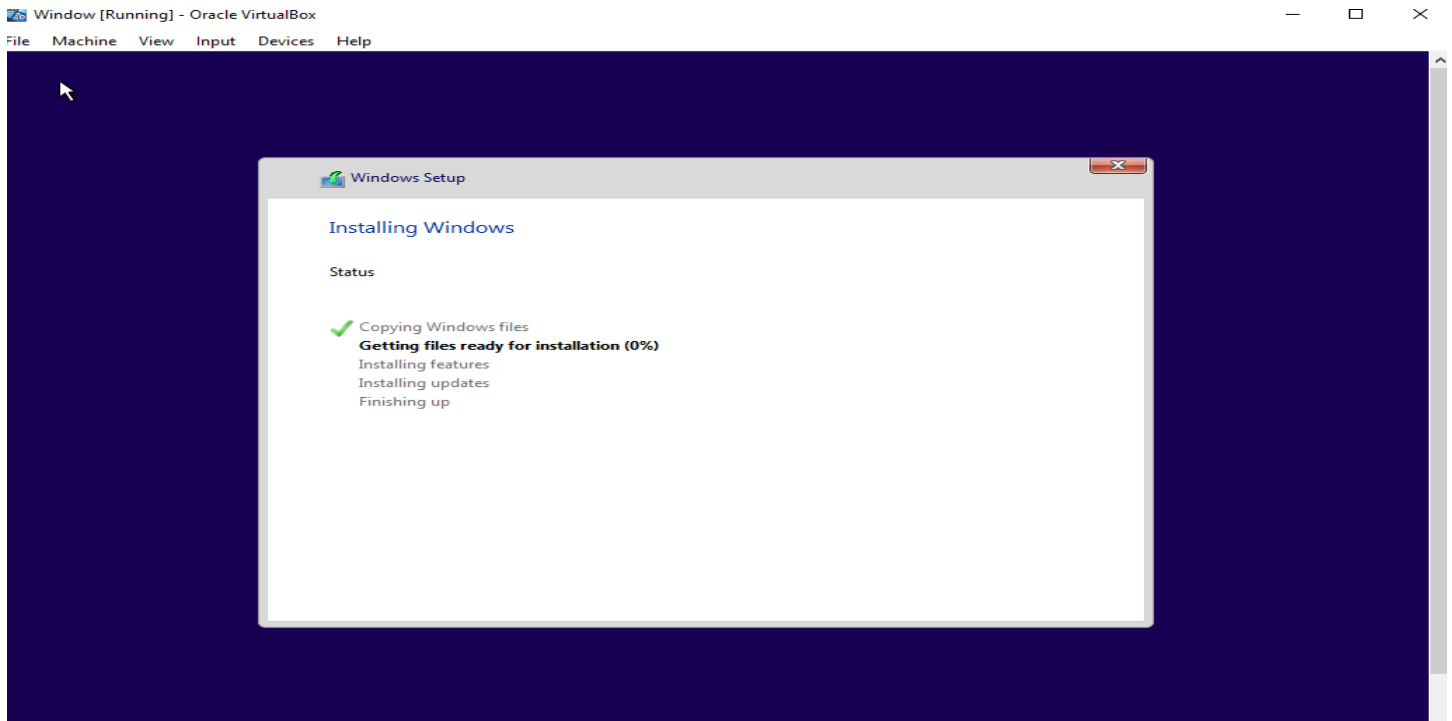 Window [Running] - Oracle VirtualBox
File Machine View Input Devices Help
Windows Setup
Installing Windows
Status
Copying Windows files
Getting files ready for installation (0%)
Installing features
Installing updates
Finishing up